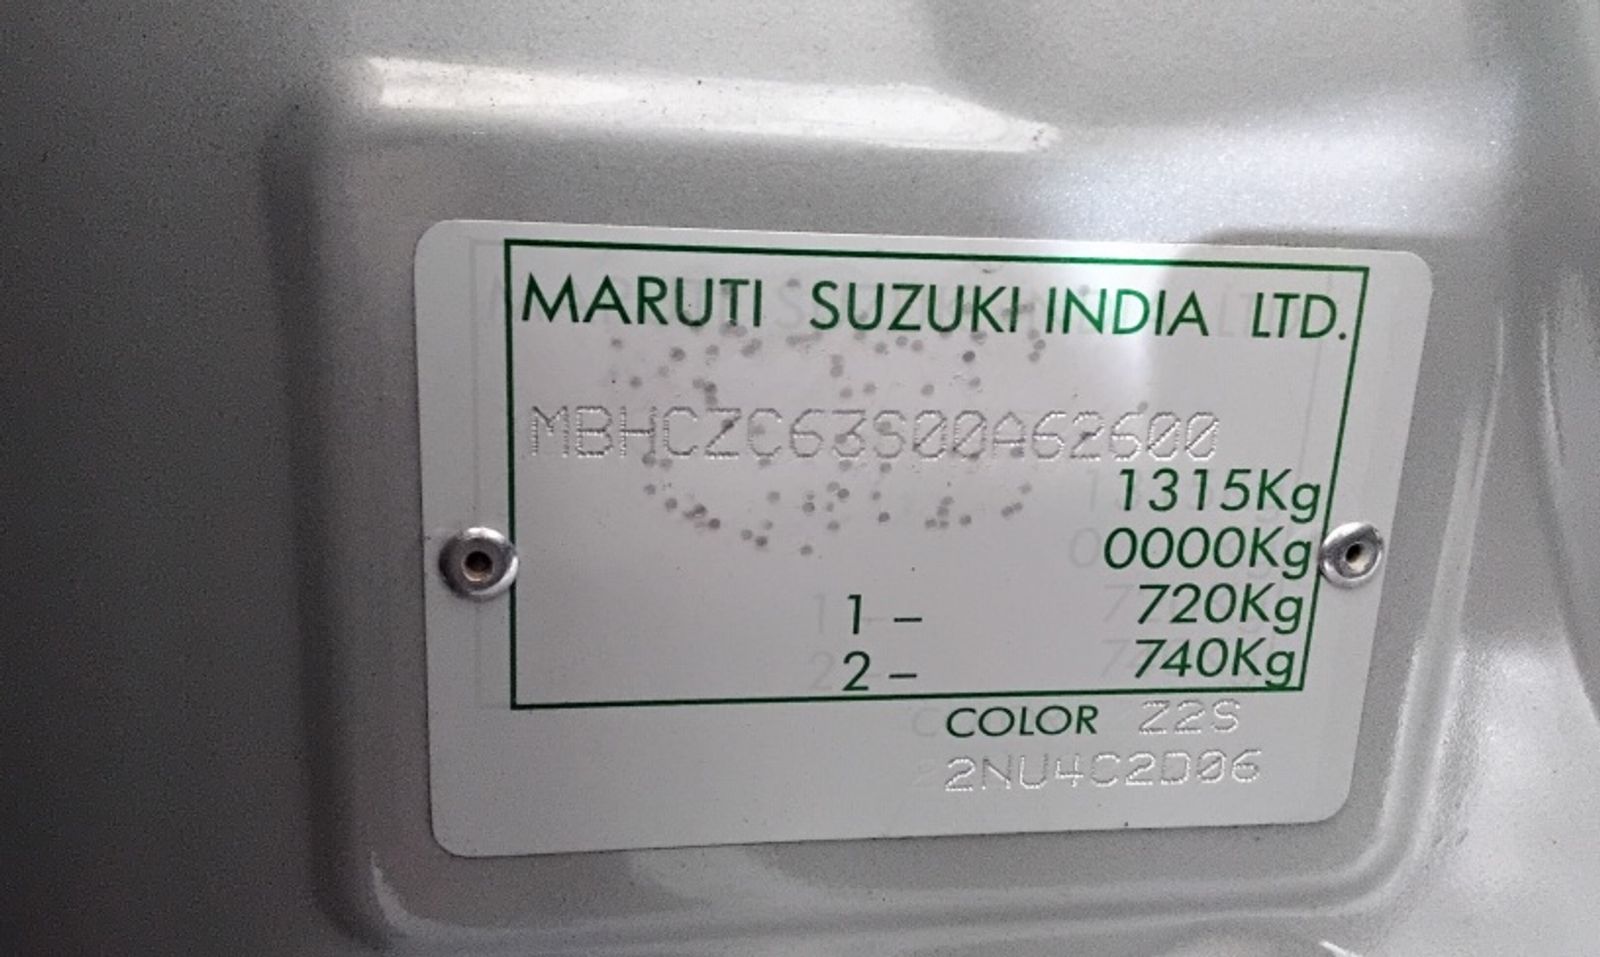 MARUTI SUZUKI INDIA LTD.
MBHCZC63S00A62600
1315Kg
0000Kg
1 – 720Kg
2 – 740Kg
COLOR Z2S
2NU4C2D06